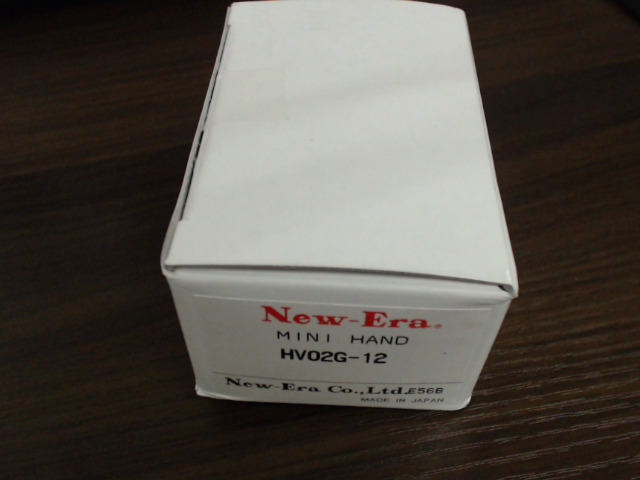 New-Era.
MINI HAND
HV02G-12
New-Era Co.,Ltd.E56B
MADE IN JAPAN